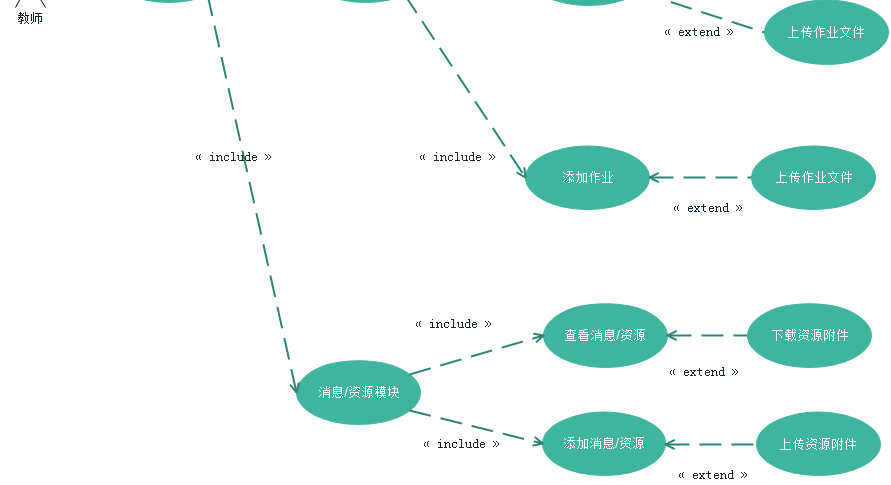 教师
« extend »
上传作业文件
« include »
« include »
添加作业
上传作业文件
« extend »
« include »
查看消息/资源
下载资源附件
« extend »
消息/资源模块
« include »
添加消息/资源
上传资源附件
« extend »